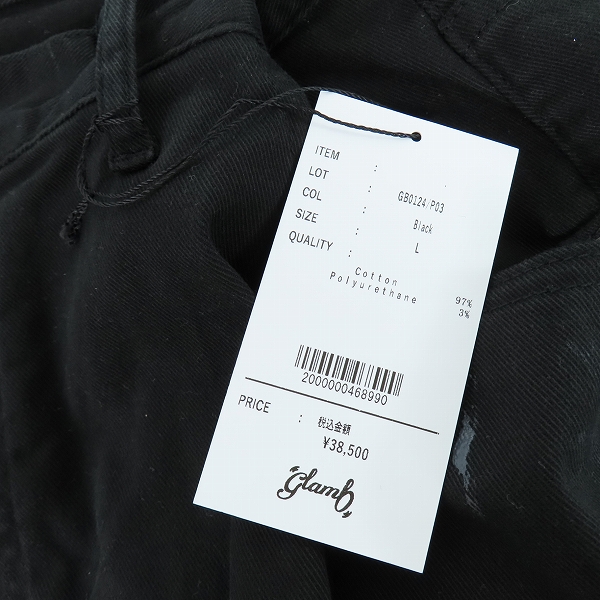 ITEM :
LOT : GB0124/P03
COL : Black
SIZE : L
QUALITY :
Cotton 97%
Polyurethane 3%
2000000468990
PRICE : 税込金額
¥38,500
glamb